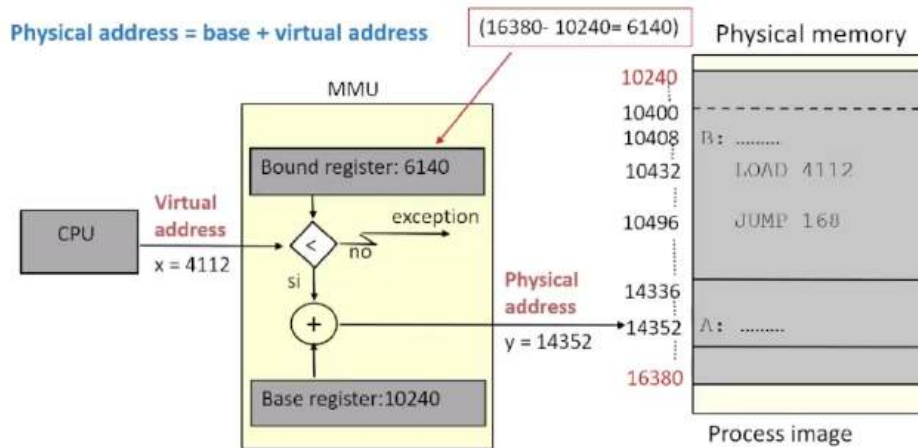 Physical address = base + virtual address
(16380- 10240= 6140)
Physical memory
MMU
Bound register: 6140
exception
Virtual
address
CPU
<
no
x = 4112
si
Physical
address
+
y = 14352
Base register:10240
10240
10400
10408 B: .........
10432 LOAD 4112
10496 JUMP 168
14336
14352 A: .........
16380
Process image